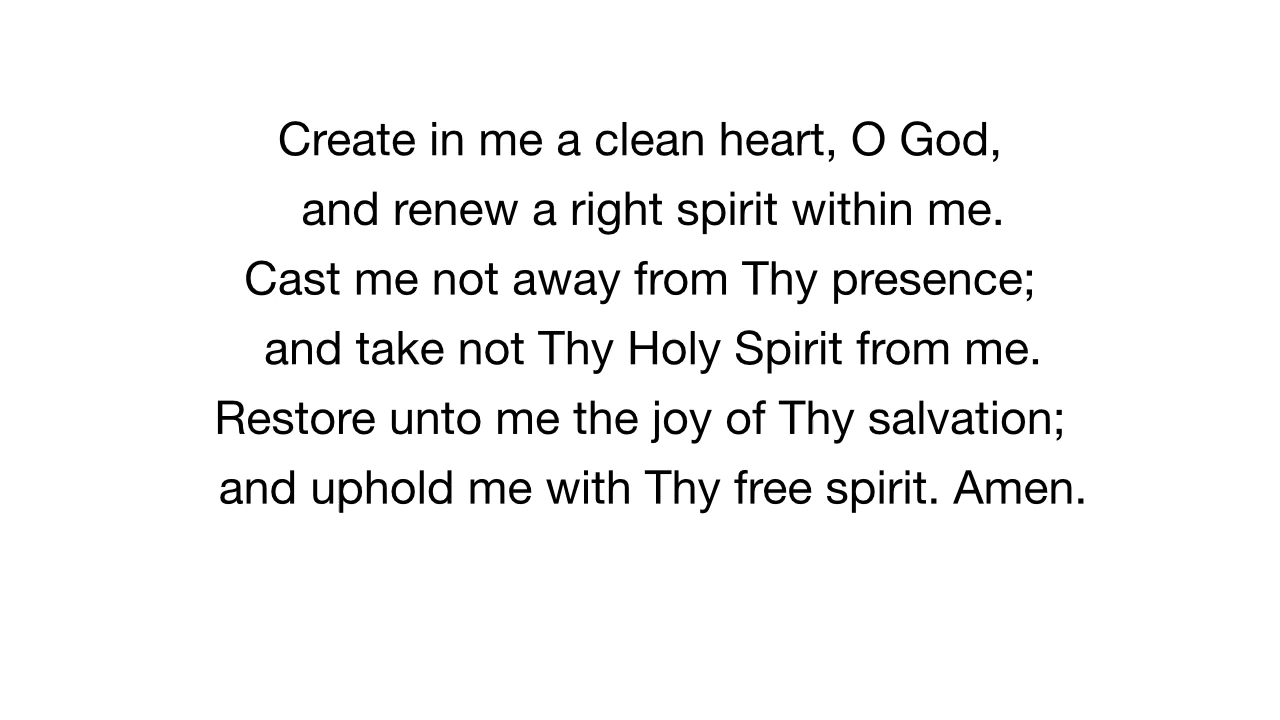 Create in me a clean heart, O God,
and renew a right spirit within me.
Cast me not away from Thy presence;
and take not Thy Holy Spirit from me.
Restore unto me the joy of Thy salvation;
and uphold me with Thy free spirit. Amen.